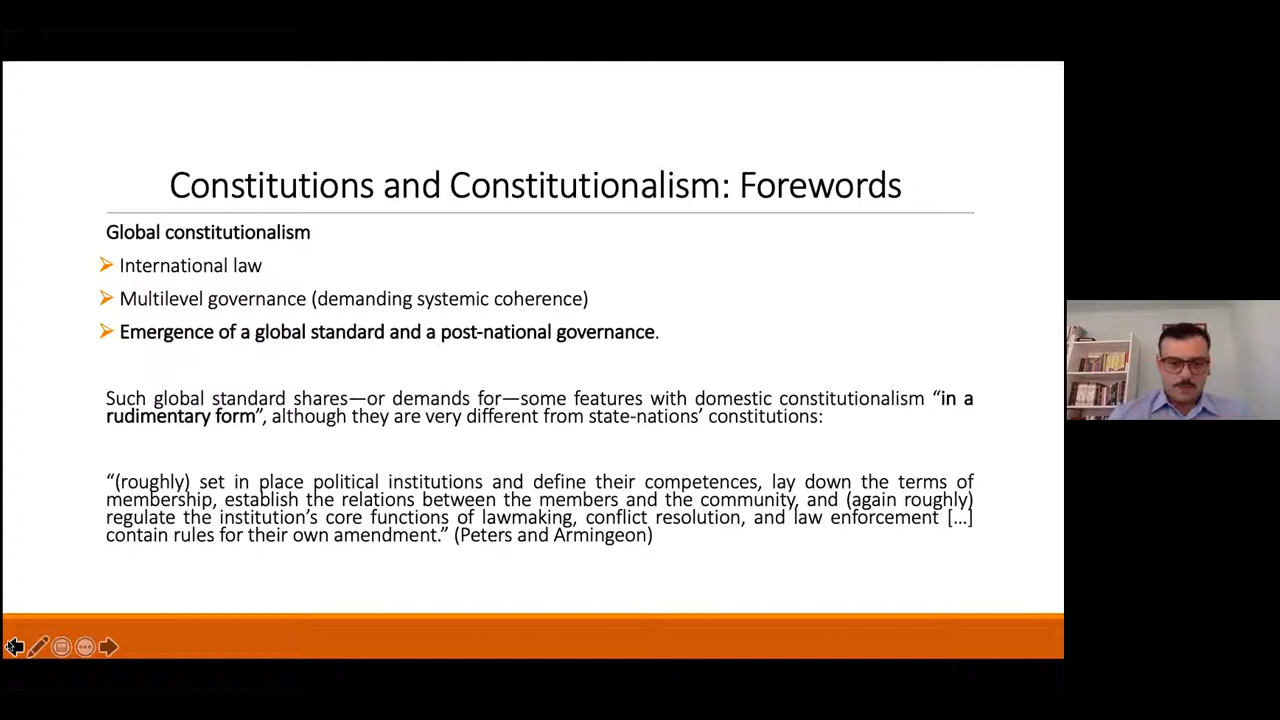 Constitutions and Constitutionalism: Forewords
Global constitutionalism
International law
Multilevel governance (demanding systemic coherence)
Emergence of a global standard and a post-national governance.
Such global standard shares—or demands for—some features with domestic constitutionalism “in a
rudimentary form”, although they are very different from state-nations’ constitutions:
“(roughly) set in place political institutions and define their competences, lay down the terms of
membership, establish the relations between the members and the community, and (again roughly)
regulate the institution’s core functions of lawmaking, conflict resolution, and law enforcement […]
contain rules for their own amendment.” (Peters and Armingeon)